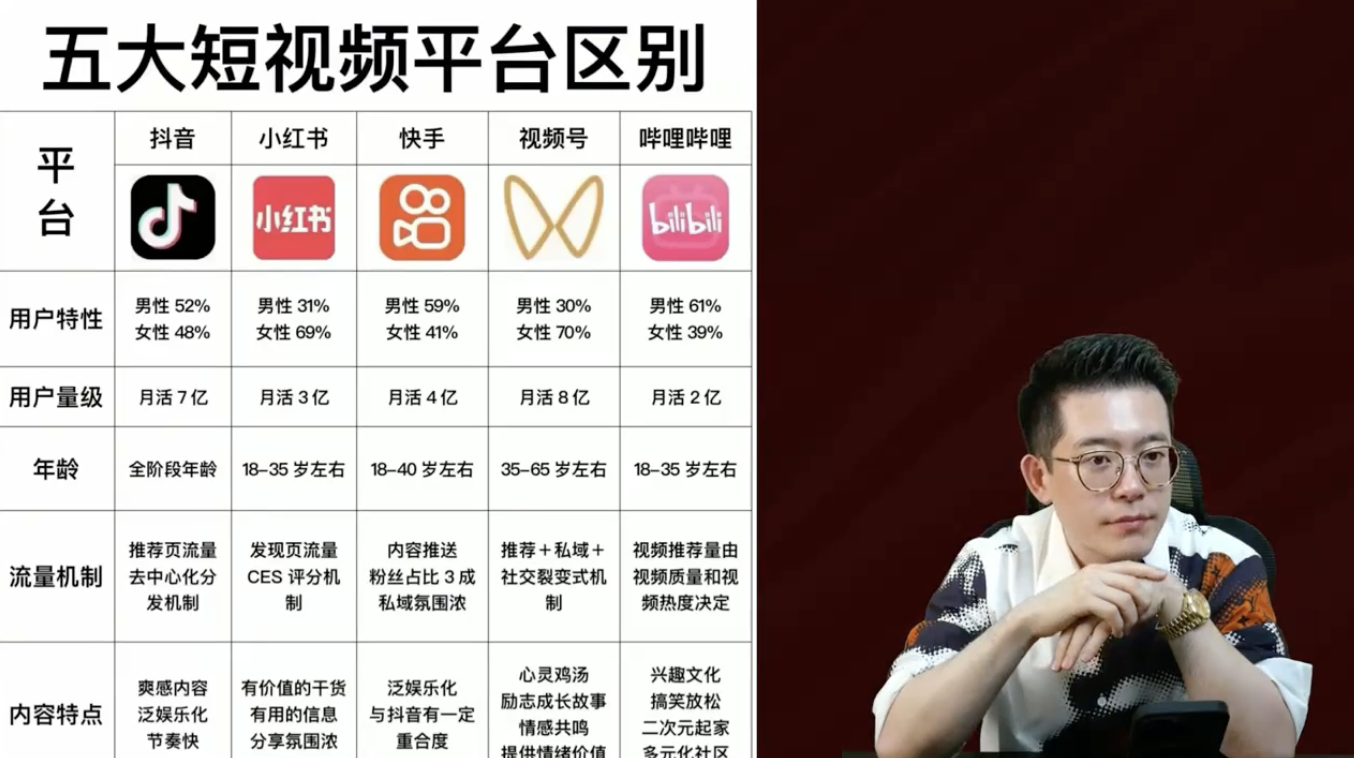 五大短视频平台区别
平台
抖音
小红书
快手
视频号
哔哩哔哩
小红书
bilibili
用户特性
男性 52%
女性 48%
男性 31%
女性 69%
男性 59%
女性 41%
男性 30%
女性 70%
男性 61%
女性 39%
用户量级
月活 7 亿
月活 3 亿
月活 4 亿
月活 8 亿
月活 2 亿
年龄
全阶段年龄
18–35 岁左右
18–40 岁左右
35–65 岁左右
18–35 岁左右
流量机制
推荐页流量
去中心化分
发机制
发现页流量
CES 评分机
制
内容推送
粉丝占比 3 成
私域氛围浓
推荐＋私域＋
社交裂变式机
制
视频推荐量由
视频质量和视
频热度决定
内容特点
爽感内容
泛娱乐化
节奏快
有价值的干货
有用的信息
分享氛围浓
泛娱乐化
与抖音有一定
重合度
心灵鸡汤
励志成长故事
情感共鸣
提供情绪价值
兴趣文化
搞笑放松
二次元起家
多元化社区